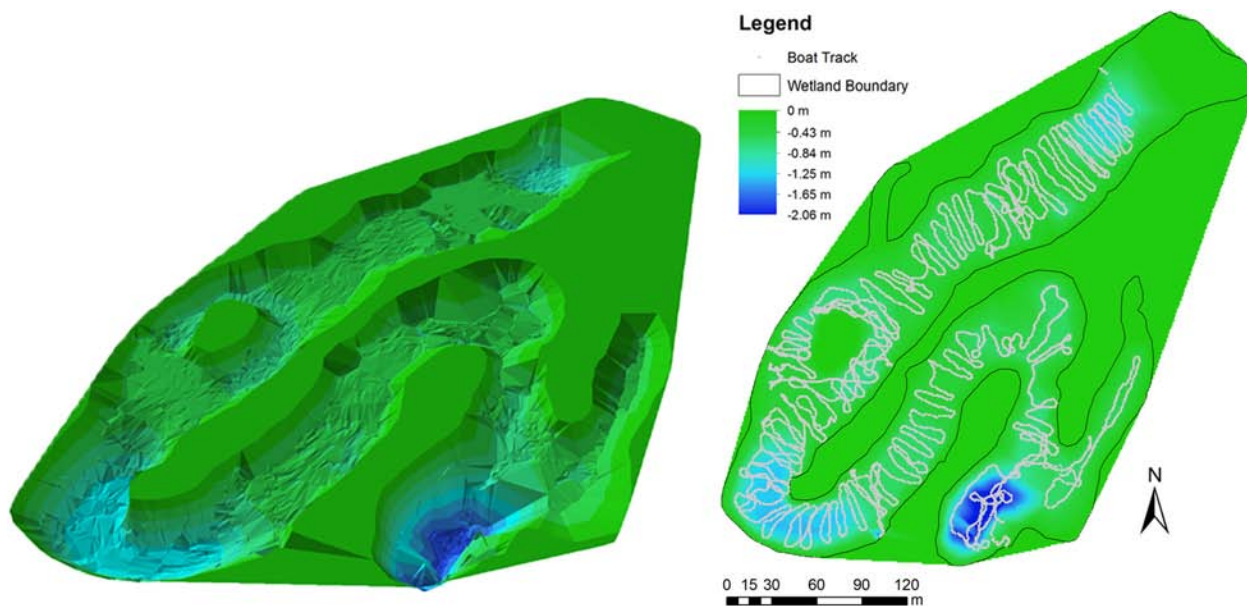 Legend
Boat Track
Wetland Boundary
0 m
-0.43 m
-0.84 m
-1.25 m
-1.65 m
-2.06 m
N
0 15 30 60 90 120
m